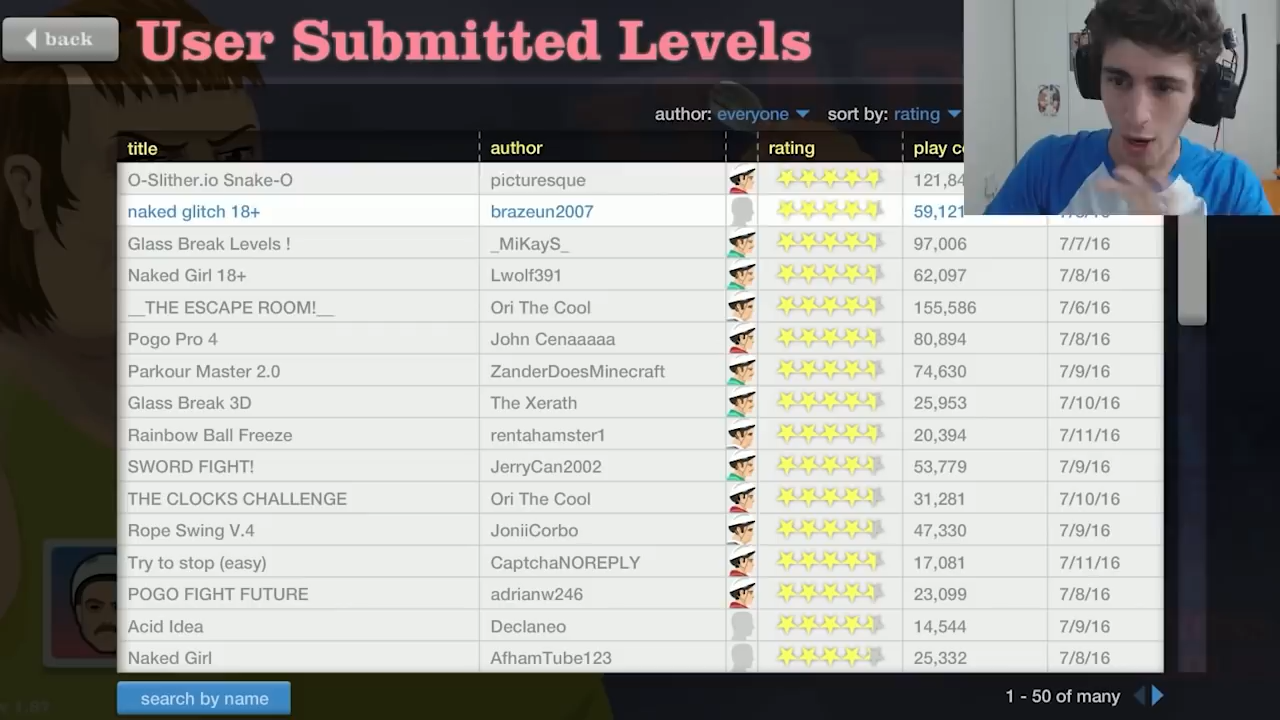 back
User Submitted Levels
author: everyone sort by: rating
title author rating play co
O-Slither.io Snake-O picturesque 121,84
naked glitch 18+ brazeun2007 59,121
Glass Break Levels ! _MiKayS_ 97,006 7/7/16
Naked Girl 18+ Lwolf391 62,097 7/8/16
__THE ESCAPE ROOM!__ Ori The Cool 155,586 7/6/16
Pogo Pro 4 John Cenaaaaa 80,894 7/8/16
Parkour Master 2.0 ZanderDoesMinecraft 74,630 7/9/16
Glass Break 3D The Xerath 25,953 7/10/16
Rainbow Ball Freeze rentahamster1 20,394 7/11/16
SWORD FIGHT! JerryCan2002 53,779 7/9/16
THE CLOCKS CHALLENGE Ori The Cool 31,281 7/10/16
Rope Swing V.4 JoniiCorbo 47,330 7/9/16
Try to stop (easy) CaptchaNOREPLY 17,081 7/11/16
POGO FIGHT FUTURE adrianw246 23,099 7/8/16
Acid Idea Declaneo 14,544 7/9/16
Naked Girl AfhamTube123 25,332 7/8/16
search by name 1 - 50 of many